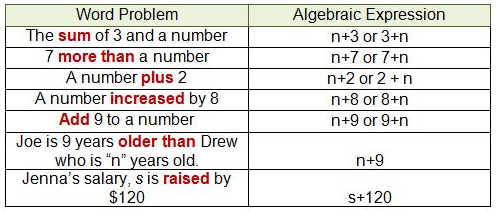 Word Problem Algebraic Expression
The sum of 3 and a number n+3 or 3+n
7 more than a number n+7 or 7+n
A number plus 2 n+2 or 2 + n
A number increased by 8 n+8 or 8+n
Add 9 to a number n+9 or 9+n
Joe is 9 years older than Drew
who is “n” years old. n+9
Jenna’s salary, s is raised by
$120 s+120